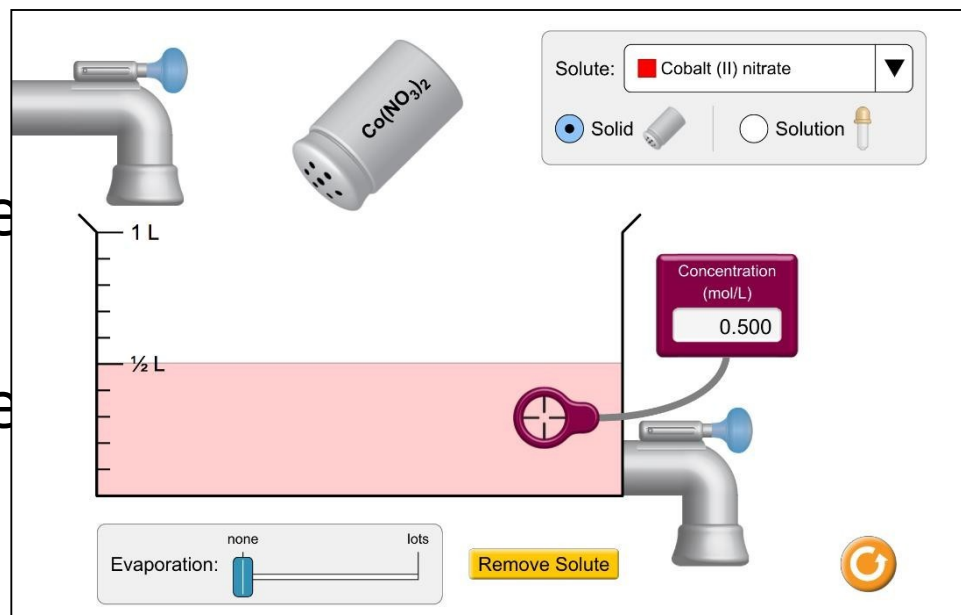 Co(NO3)2
Solute: Cobalt (II) nitrate ▼
Solid Solution
1 L
Concentration
(mol/L)
0.500
½ L
none lots
Evaporation:
Remove Solute